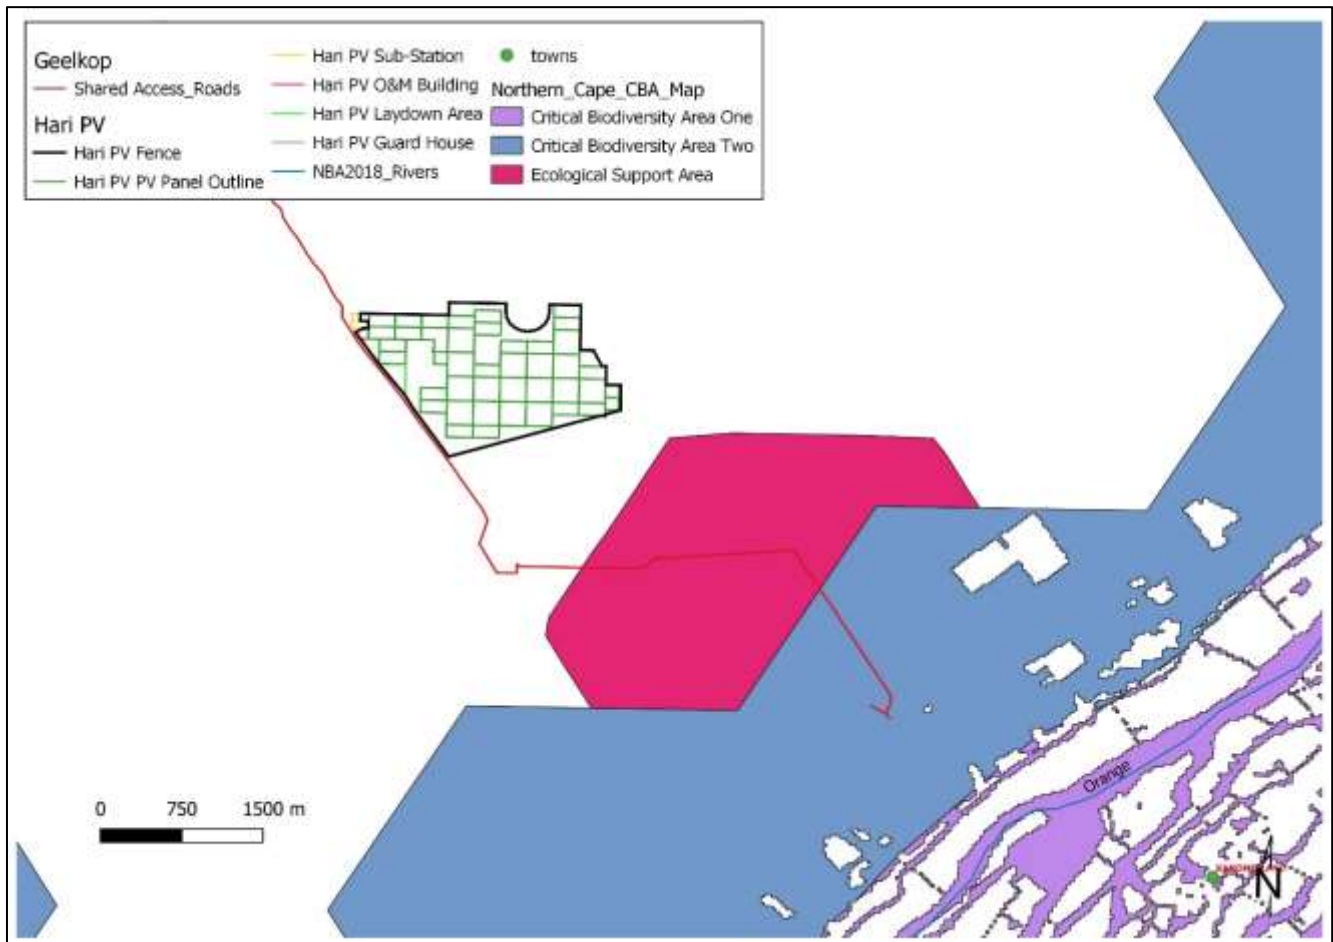 Geelkop
Shared Access_Roads
Hari PV
Hari PV Fence
Hari PV PV Panel Outline
Hari PV Sub-Station
Hari PV O&M Building
Hari PV Laydown Area
Hari PV Guard House
NBA2018_Rivers
towns
Northern_Cape_CBA_Map
Critical Biodiversity Area One
Critical Biodiversity Area Two
Ecological Support Area
Orange
0 750 1500 m
N